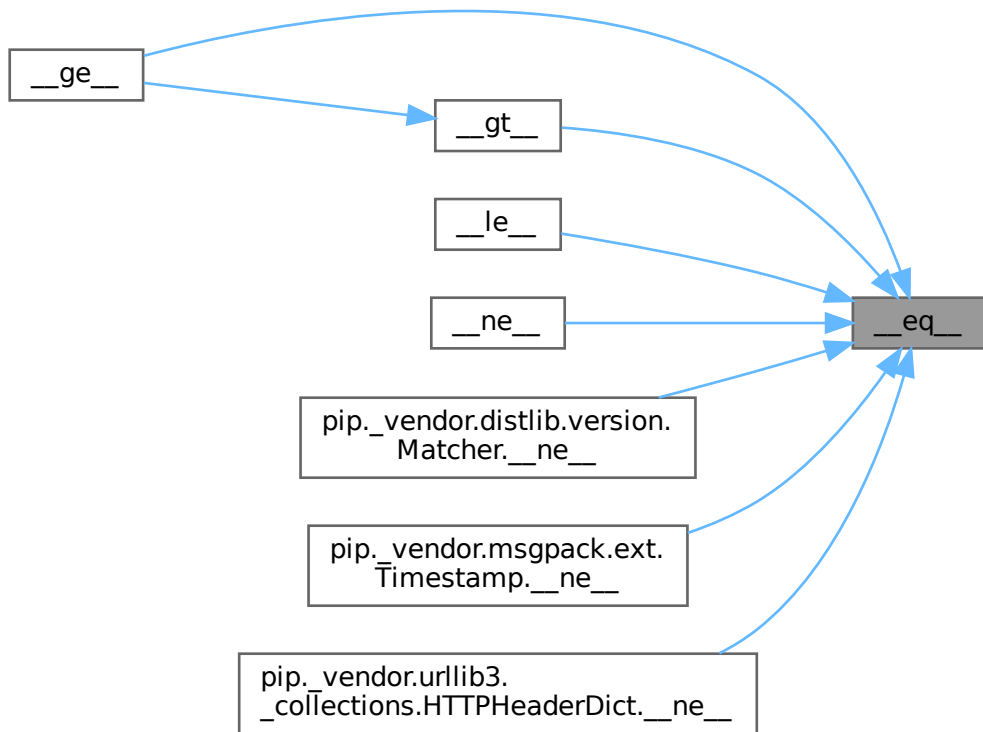 __ge__
__gt__
__le__
__ne__
__eq__
pip._vendor.distlib.version.
Matcher.__ne__
pip._vendor.msgpack.ext.
Timestamp.__ne__
pip._vendor.urllib3.
_collections.HTTPHeaderDict.__ne__